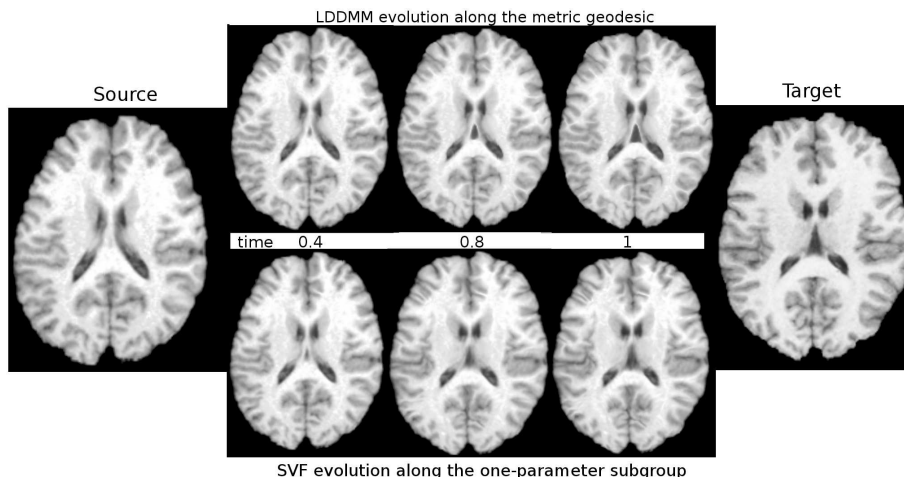 LDDMM evolution along the metric geodesic
Source
Target
time 0.4 0.8 1
SVF evolution along the one-parameter subgroup